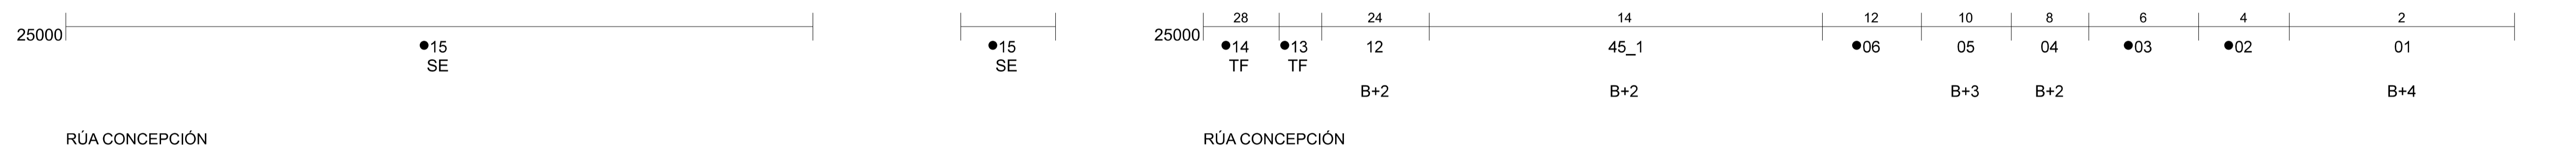 28 24 14 12 10 8 6 4 2
25000 25000
●15 ●15 ●14 ●13 12 45_1 ●06 05 04 ●03 ●02 01
SE SE TF TF
B+2 B+2 B+3 B+2 B+4
RÚA CONCEPCIÓN RÚA CONCEPCIÓN